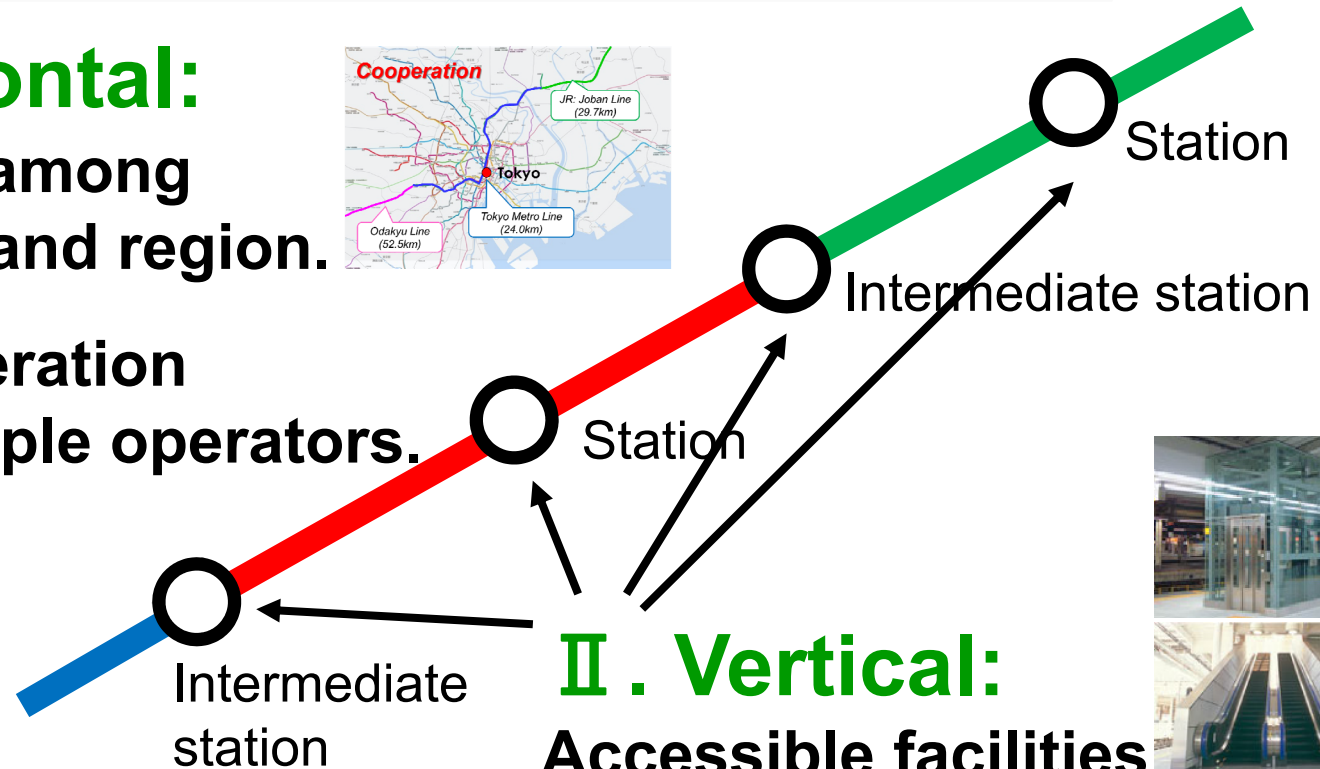 ontal:
among
and region.
eration
ple operators.
Cooperation
JR: Joban Line
(29.7km)
Tokyo
Tokyo Metro Line
(24.0km)
Odakyu Line
(52.5km)
Station
Intermediate station
Station
Intermediate
station
Ⅱ. Vertical:
Accessible facilities